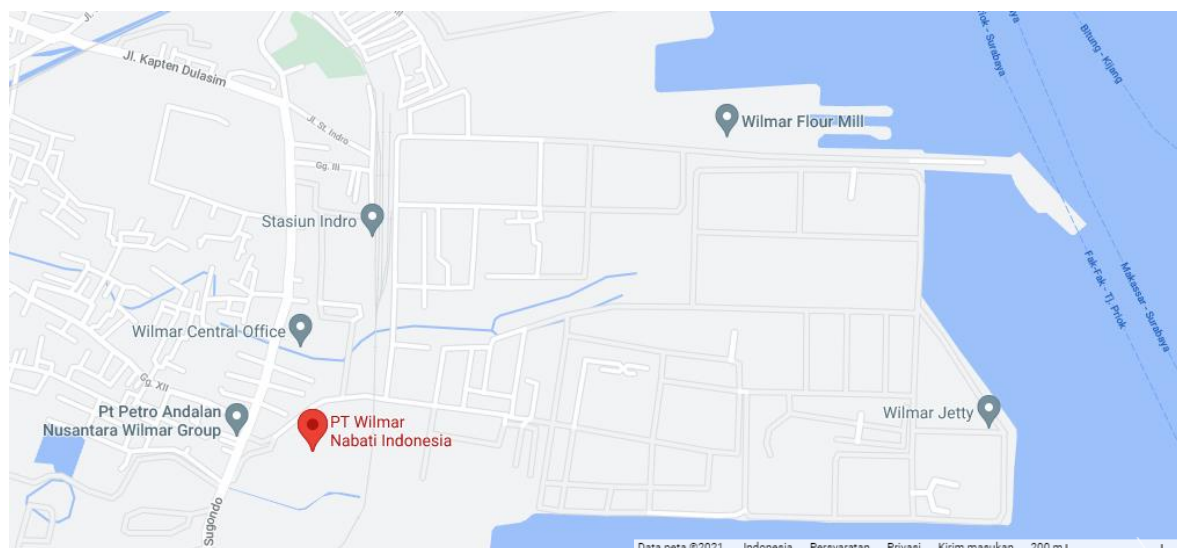 Jl. Kapten Dulasim
Jl. St. Indro
Gg. III
Stasiun Indro
Wilmar Flour Mill
Priok - Surabaya
Bitung - Kijang
Fak-Fak - Tj. Priok
Makassar - Surabaya
Wilmar Central Office
Gg. XII
Pt Petro Andalan
Nusantara Wilmar Group
PT Wilmar
Nabati Indonesia
Wilmar Jetty
Sugondo
Data peta ©2021 Indonesia Persyaratan Privasi Kirim masukan 200 m